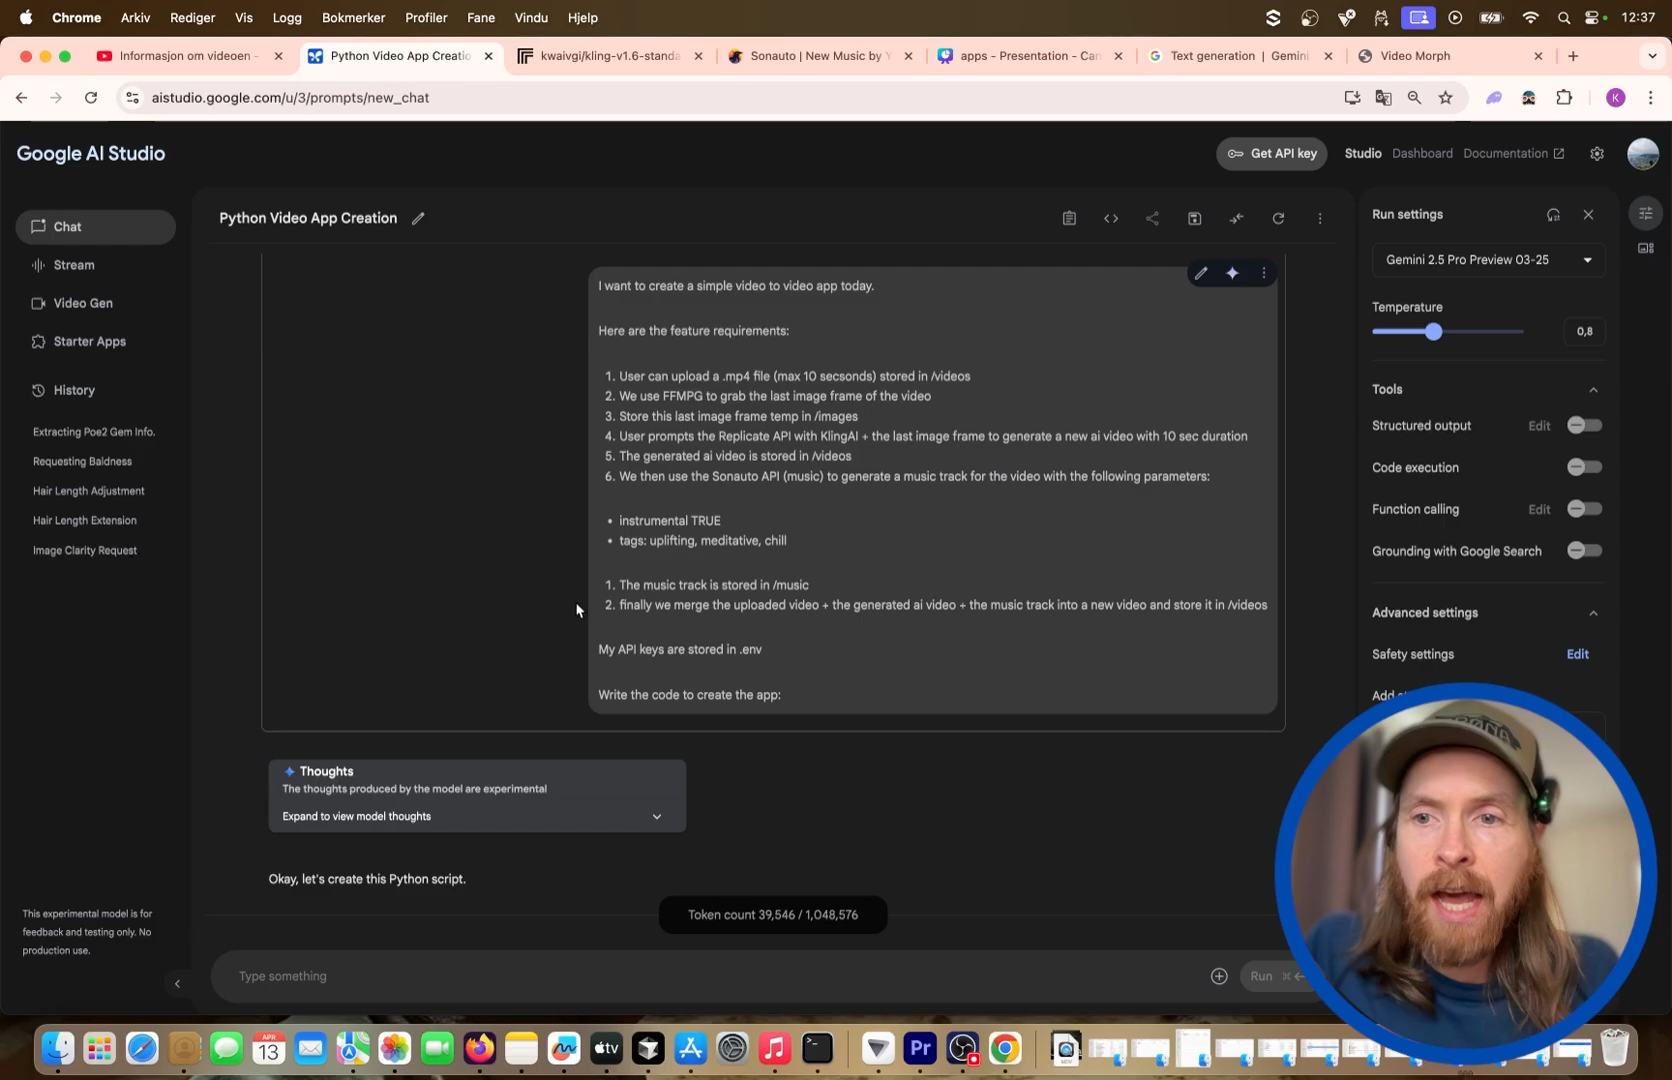 Chrome Arkiv Rediger Vis Logg Bokmerker Profiler Fane Vindu Hjelp 12:37
Informasjon om videoen - Python Video App Creatio kwaivgi/kling-v1.6-standa Sonauto | New Music by Y apps - Presentation - Can Text generation | Gemini Video Morph
aistudio.google.com/u/3/prompts/new_chat K
Google AI Studio
Get API key Studio Dashboard Documentation
Chat
Stream
Video Gen
Starter Apps
History
Extracting Poe2 Gem Info.
Requesting Baldness
Hair Length Adjustment
Hair Length Extension
Image Clarity Request
This experimental model is for
feedback and testing only. No
production use.
Python Video App Creation
I want to create a simple video to video app today.
Here are the feature requirements:
1. User can upload a .mp4 file (max 10 secsonds) stored in /videos
2. We use FFMPG to grab the last image frame of the video
3. Store this last image frame temp in /images
4. User prompts the Replicate API with KlingAI + the last image frame to generate a new ai video with 10 sec duration
5. The generated ai video is stored in /videos
6. We then use the Sonauto API (music) to generate a music track for the video with the following parameters:
• instrumental TRUE
• tags: uplifting, meditative, chill
1. The music track is stored in /music
2. finally we merge the uploaded video + the generated ai video + the music track into a new video and store it in /videos
My API keys are stored in .env
Write the code to create the app:
Thoughts
The thoughts produced by the model are experimental
Expand to view model thoughts
Okay, let's create this Python script.
Token count 39,546 / 1,048,576
Type something
Run ⌘
Run settings
Gemini 2.5 Pro Preview 03-25
Temperature
0,8
Tools
Structured output Edit
Code execution
Function calling Edit
Grounding with Google Search
Advanced settings
Safety settings Edit
APR
13
tv
Pr